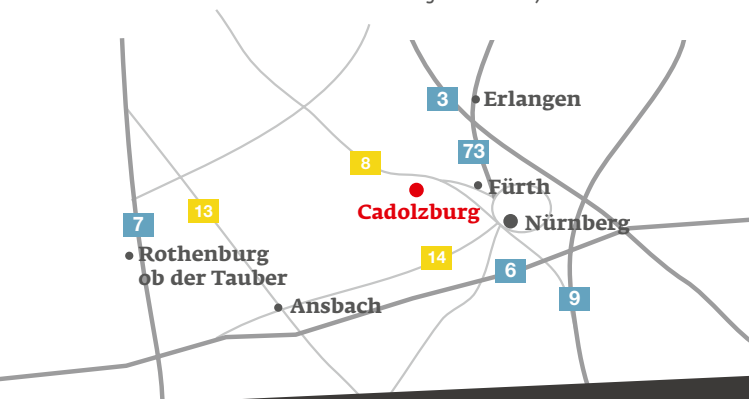 3
Erlangen
73
8
Fürth
Cadolzburg
13
Nürnberg
7
Rothenburg
ob der Tauber
14
6
9
Ansbach